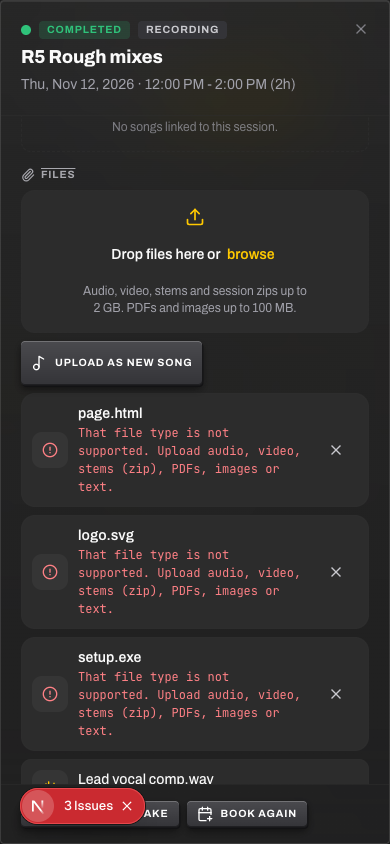 COMPLETED
RECORDING
R5 Rough mixes
Thu, Nov 12, 2026 · 12:00 PM - 2:00 PM (2h)
No songs linked to this session.
FILES
Drop files here or browse
Audio, video, stems and session zips up to
2 GB. PDFs and images up to 100 MB.
UPLOAD AS NEW SONG
page.html
That file type is not
supported. Upload audio, video,
stems (zip), PDFs, images or
text.
logo.svg
That file type is not
supported. Upload audio, video,
stems (zip), PDFs, images or
text.
setup.exe
That file type is not
supported. Upload audio, video,
stems (zip), PDFs, images or
text.
Lead vocal comp.wav
N 3 Issues
AKE
BOOK AGAIN